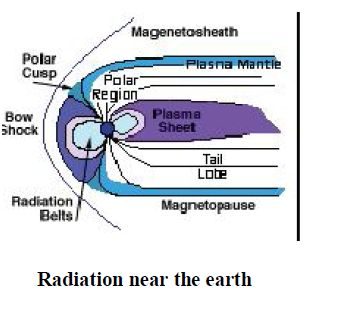 Magenetosheath
Polar
Cusp
Plasna Mantle
Polar
Region
Bow
Shock
Plasma
Sheet
Tail
Lobe
Radiation
Belts
Magnetopause
Radiation near the earth